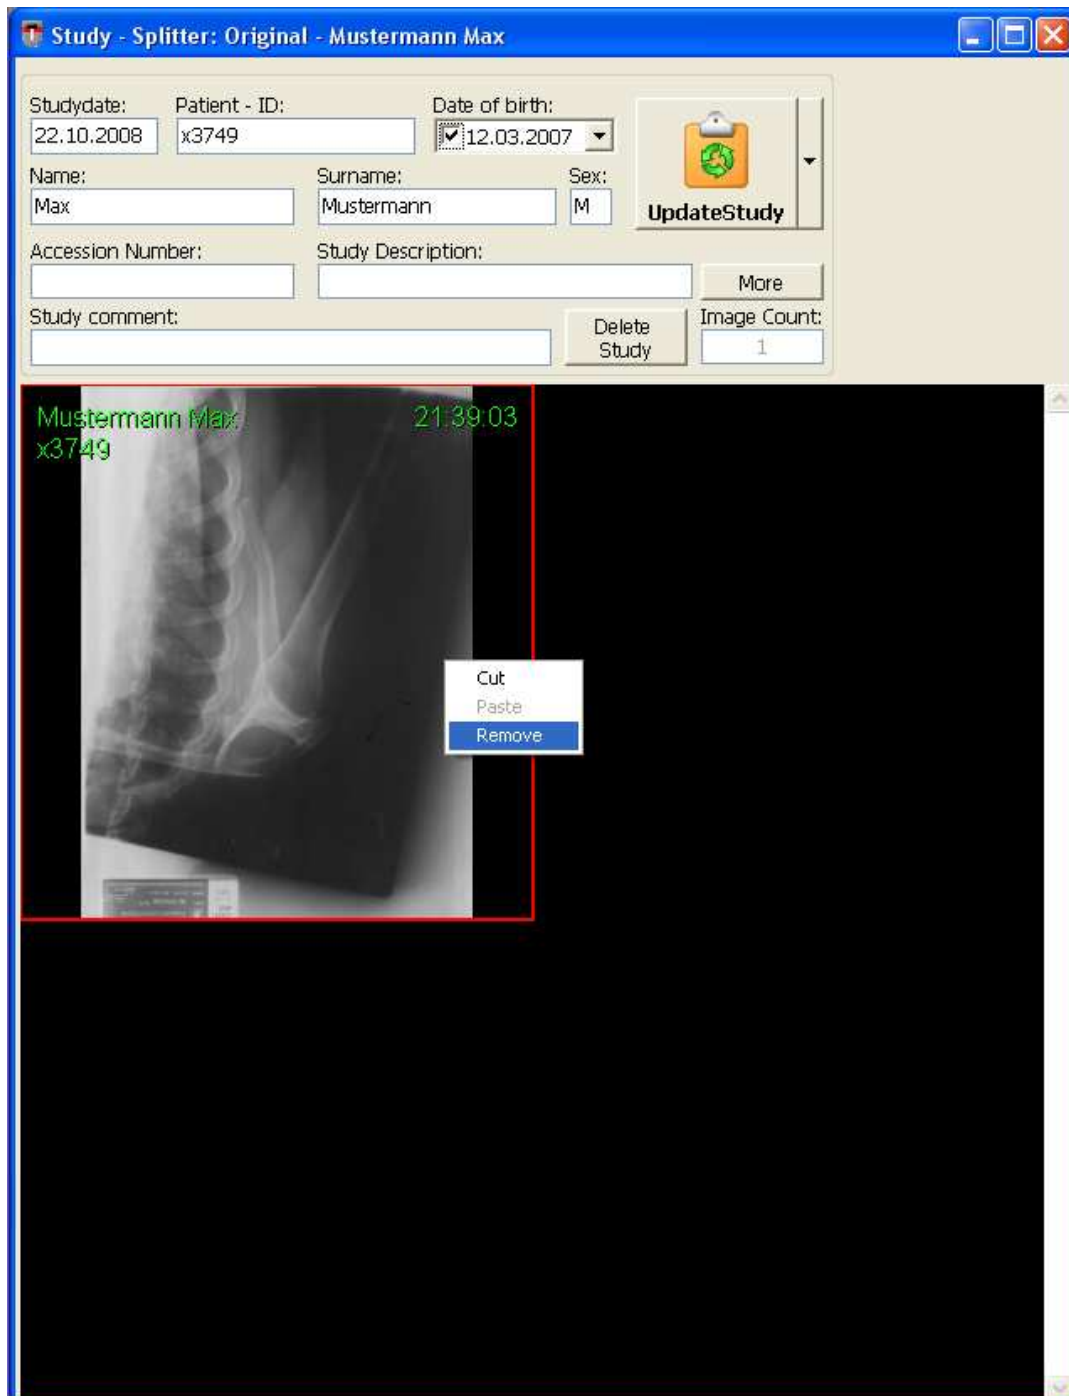 Study - Splitter: Original - Mustermann Max
Studydate: Patient - ID: Date of birth:
22.10.2008 x3749 12.03.2007
Name: Surname: Sex:
Max Mustermann M
UpdateStudy
Accession Number: Study Description:
More
Study comment: Delete Study Image Count:
1
Mustermann Max 21:39:03
x3749
Cut
Paste
Remove